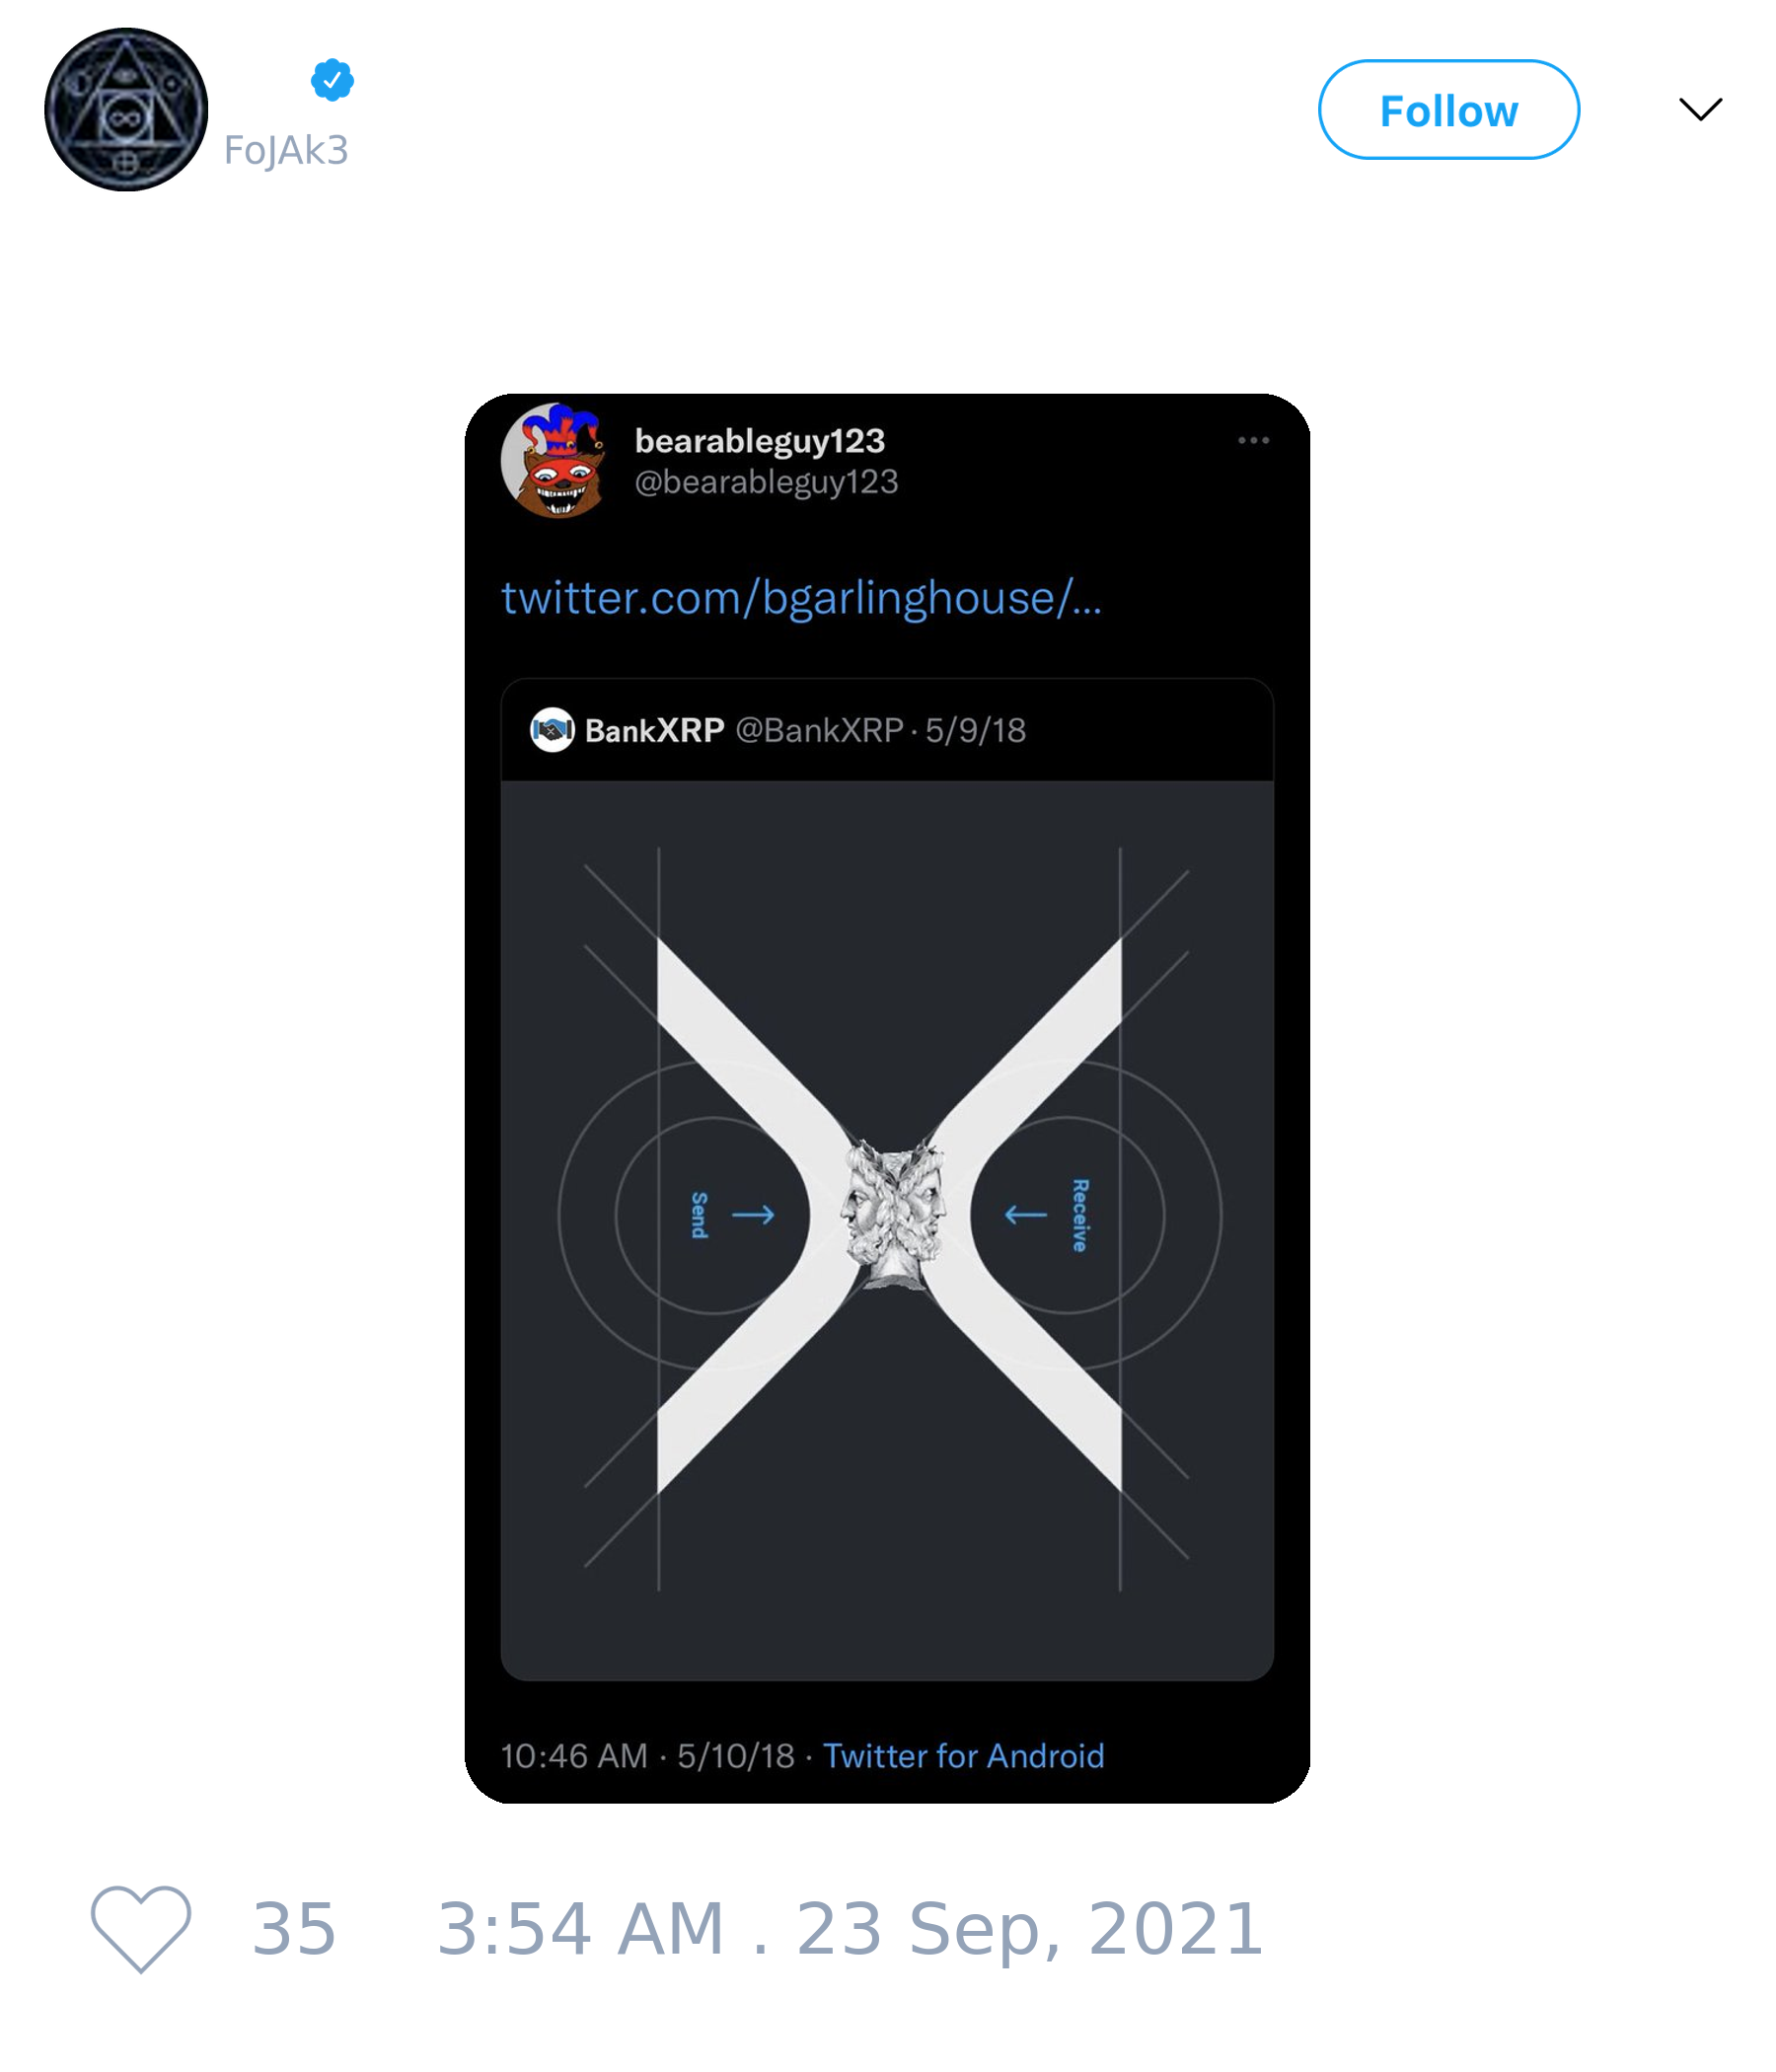 FoJAk3
Follow
bearableguy123
@bearableguy123
twitter.com/bgarlinghouse/...
BankXRP @BankXRP · 5/9/18
Send
Receive
10:46 AM · 5/10/18 · Twitter for Android
35 3:54 AM . 23 Sep, 2021